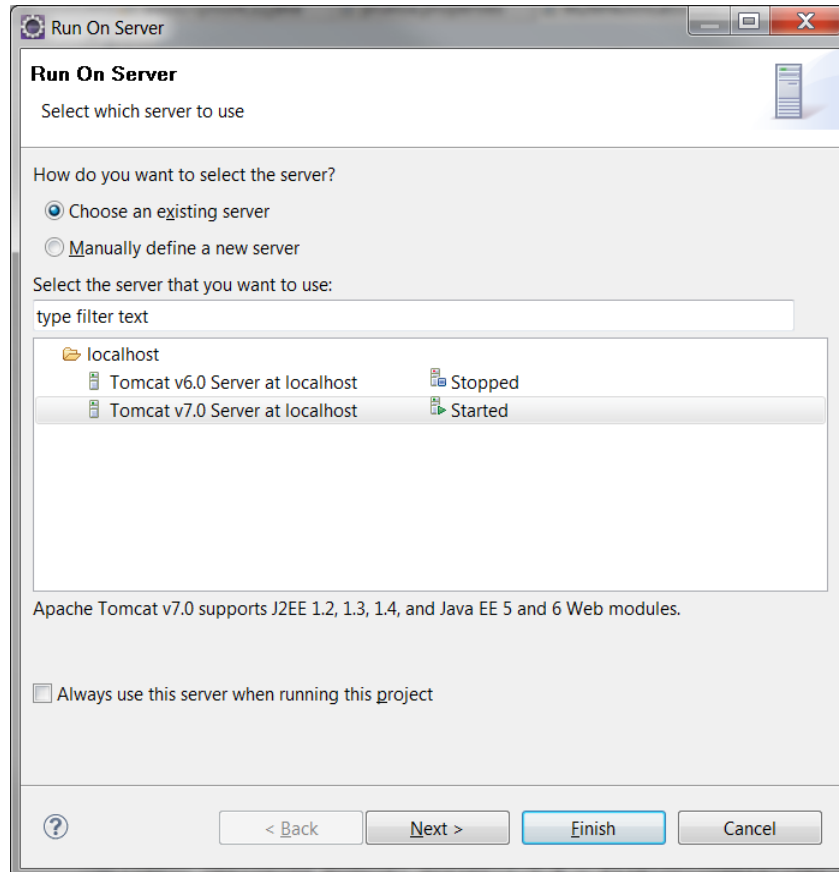 Run On Server
Run On Server
Select which server to use
How do you want to select the server?
Choose an existing server
Manually define a new server
Select the server that you want to use:
type filter text
localhost
Tomcat v6.0 Server at localhost Stopped
Tomcat v7.0 Server at localhost Started
Apache Tomcat v7.0 supports J2EE 1.2, 1.3, 1.4, and Java EE 5 and 6 Web modules.
Always use this server when running this project
? < Back Next > Finish Cancel